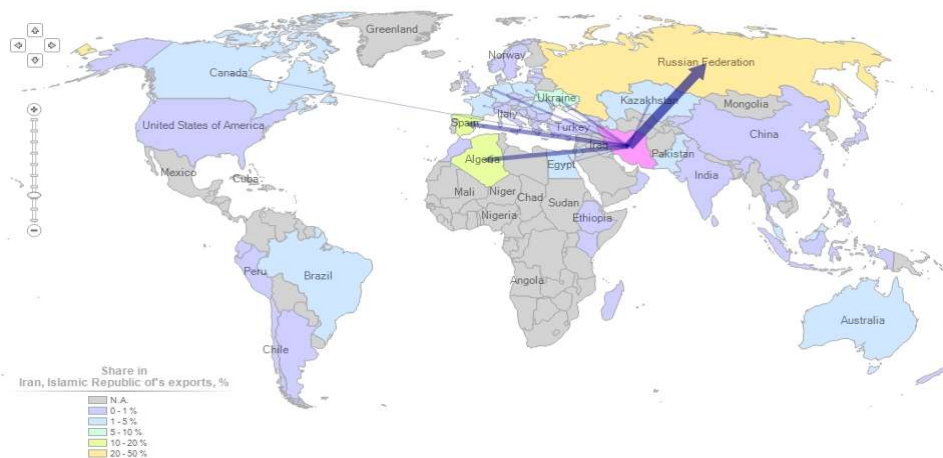 Greenland
Norway
Russian Federation
Canada
Ukraine
Kazakhstan
Mongolia
Spain
Italy
Turkey
United States of America
China
Iraq
Pakistan
Algeria
Egypt
India
Mexico
Cuba
Mali
Niger
Chad
Sudan
Nigeria
Ethiopia
Peru
Brazil
Angola
Australia
Chile
Share in
Iran, Islamic Republic of's exports, %
N.A.
0 - 1 %
1 - 5 %
5 - 10 %
10 - 20 %
20 - 50 %